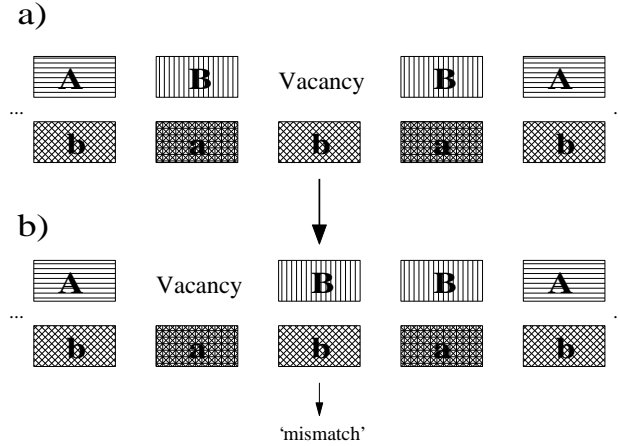 a)
A B Vacancy B A
... .
b a b a b
b)
A Vacancy B B A
... .
b a b a b
‘mismatch’